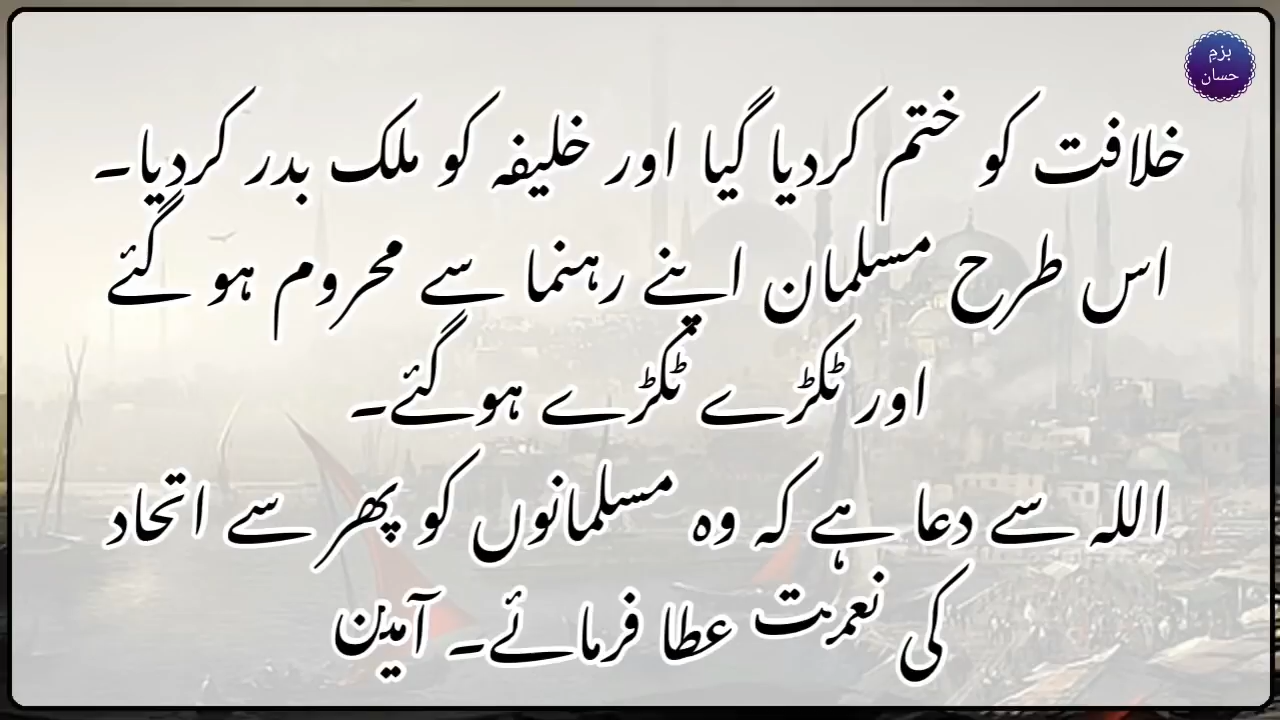 بزمِ
حسان
خلافت کو ختم کردیا گیا اور خلیفہ کو ملک بدر کردیا۔
اس طرح مسلمان اپنے رہنما سے محروم ہو گئے
اور ٹکڑے ٹکڑے ہوگئے۔
اللہ سے دعا ہے کہ وہ مسلمانوں کو پھر سے اتحاد
کی نعمت عطا فرمائے۔ آمین